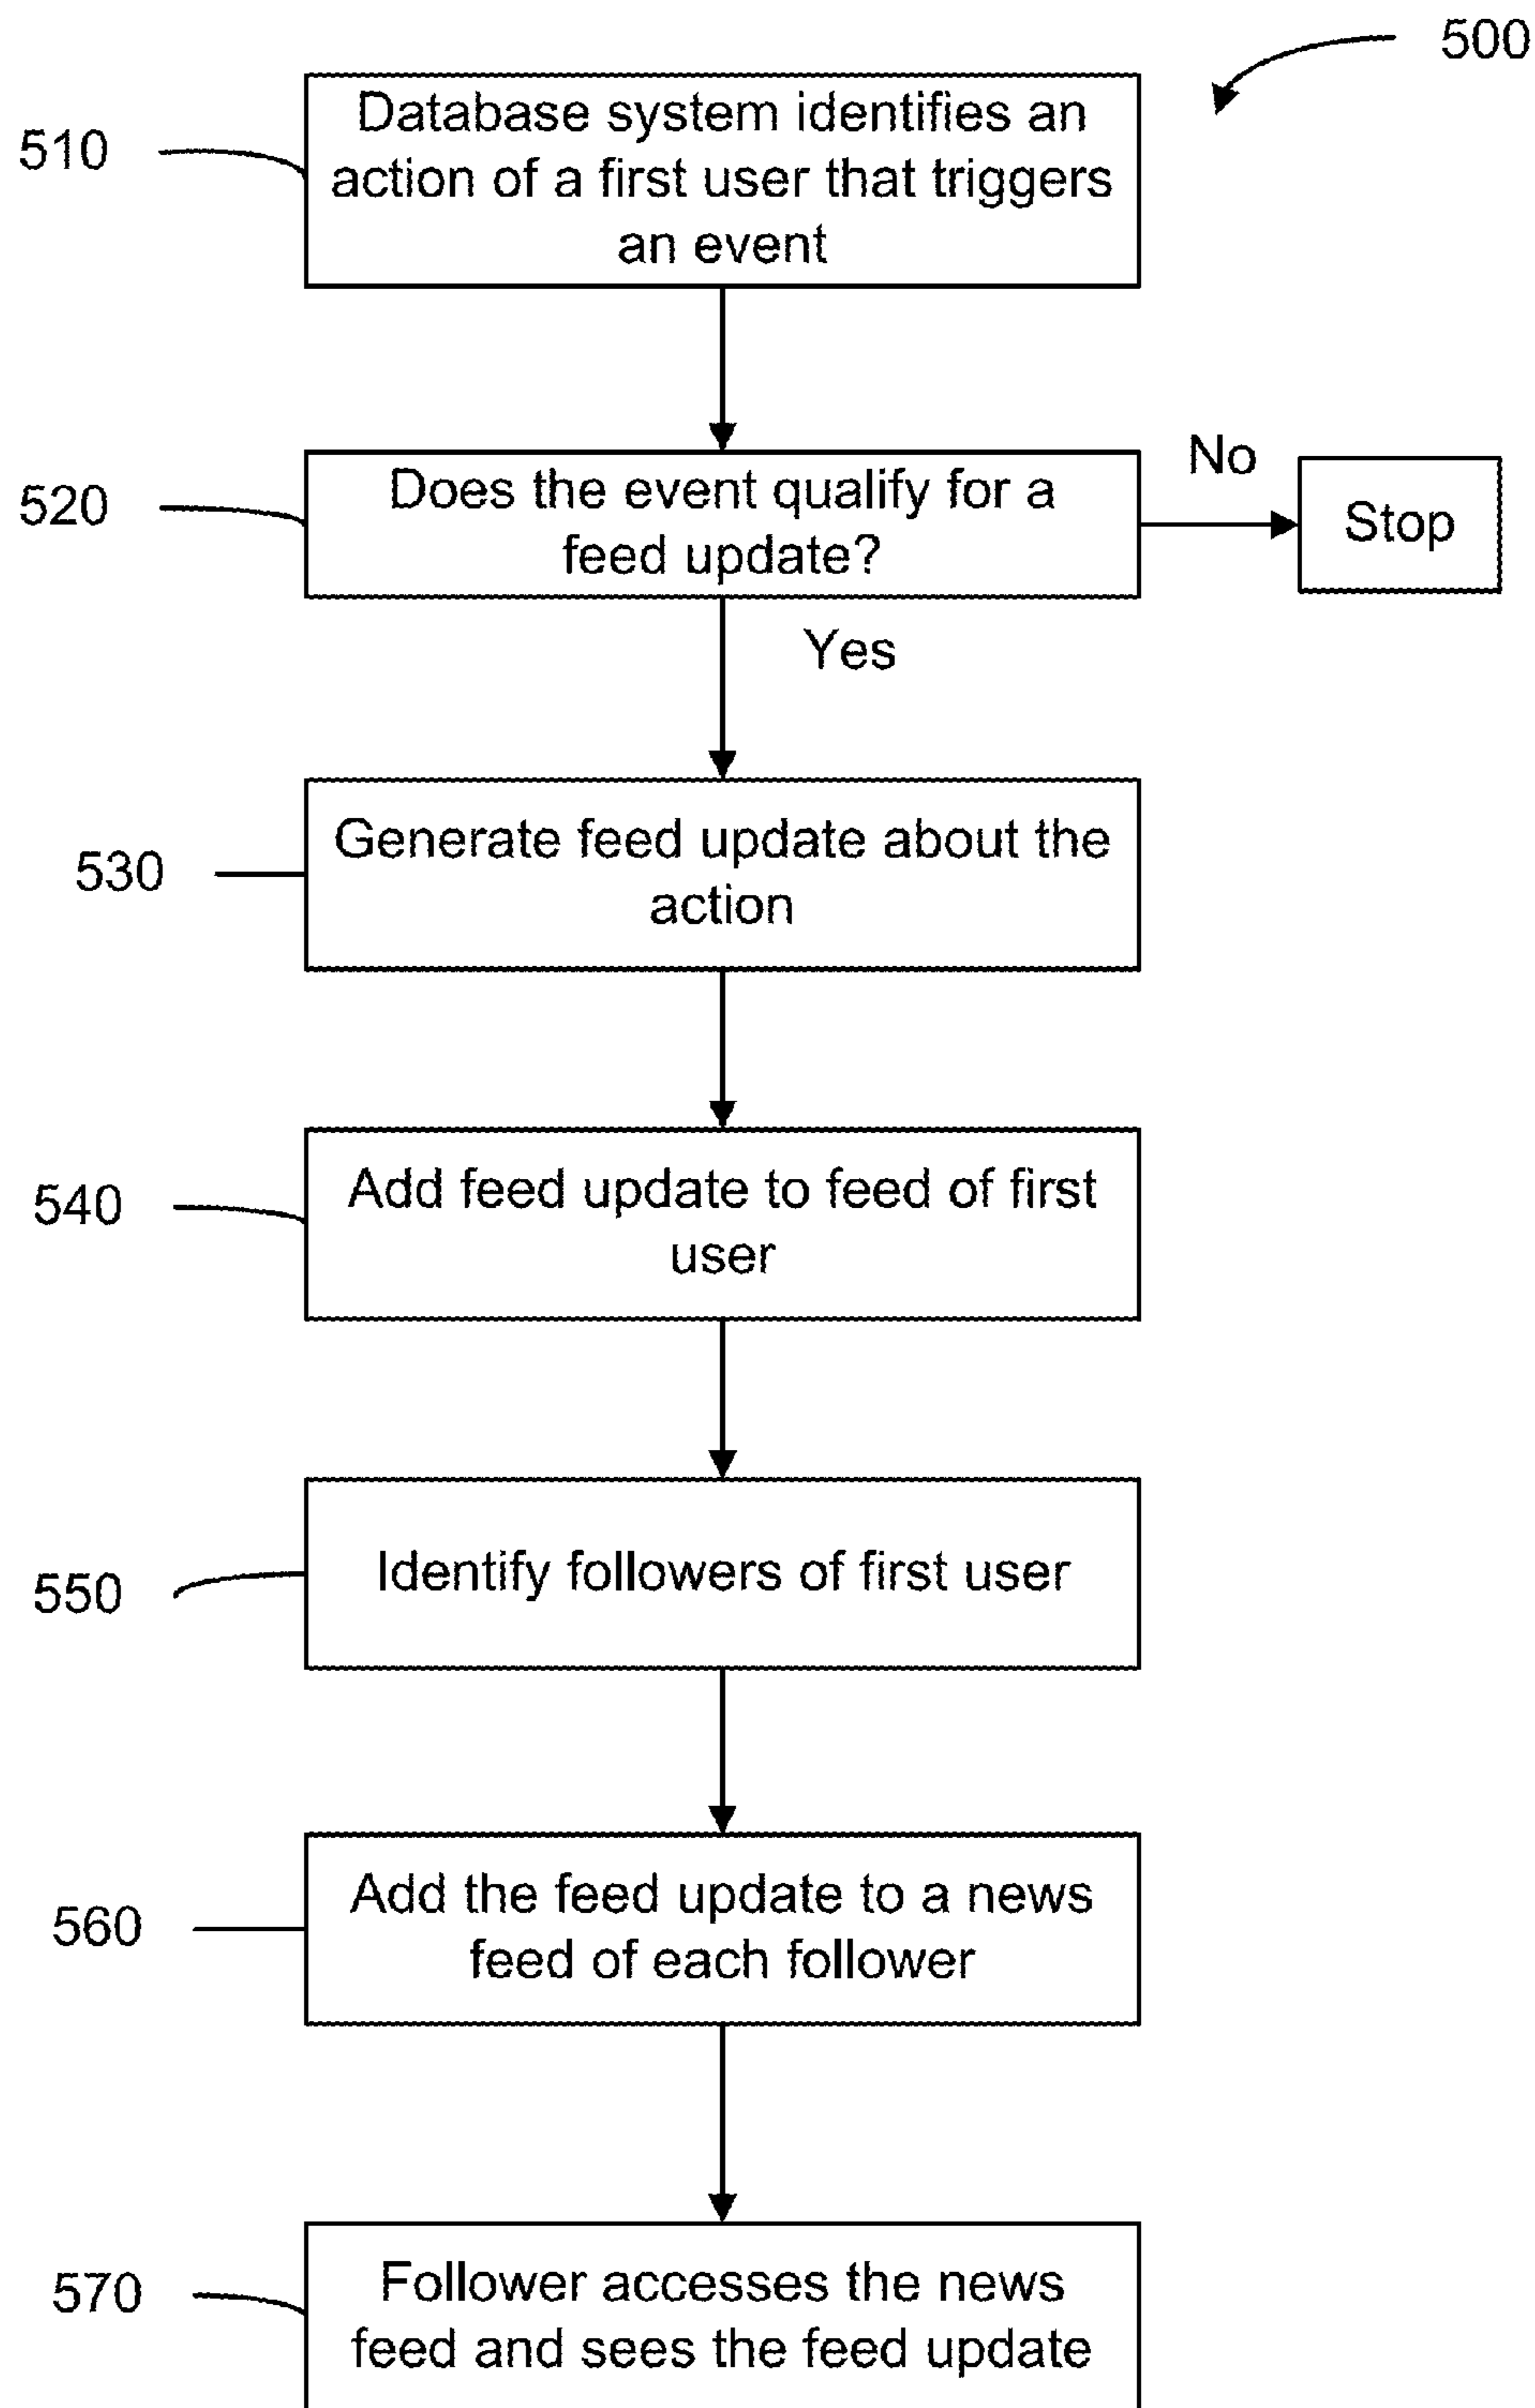 500
510
Database system identifies an
action of a first user that triggers
an event
520
Does the event qualify for a
feed update?
No
Stop
Yes
530
Generate feed update about the
action
540
Add feed update to feed of first
user
550
Identify followers of first user
560
Add the feed update to a news
feed of each follower
570
Follower accesses the news
feed and sees the feed update